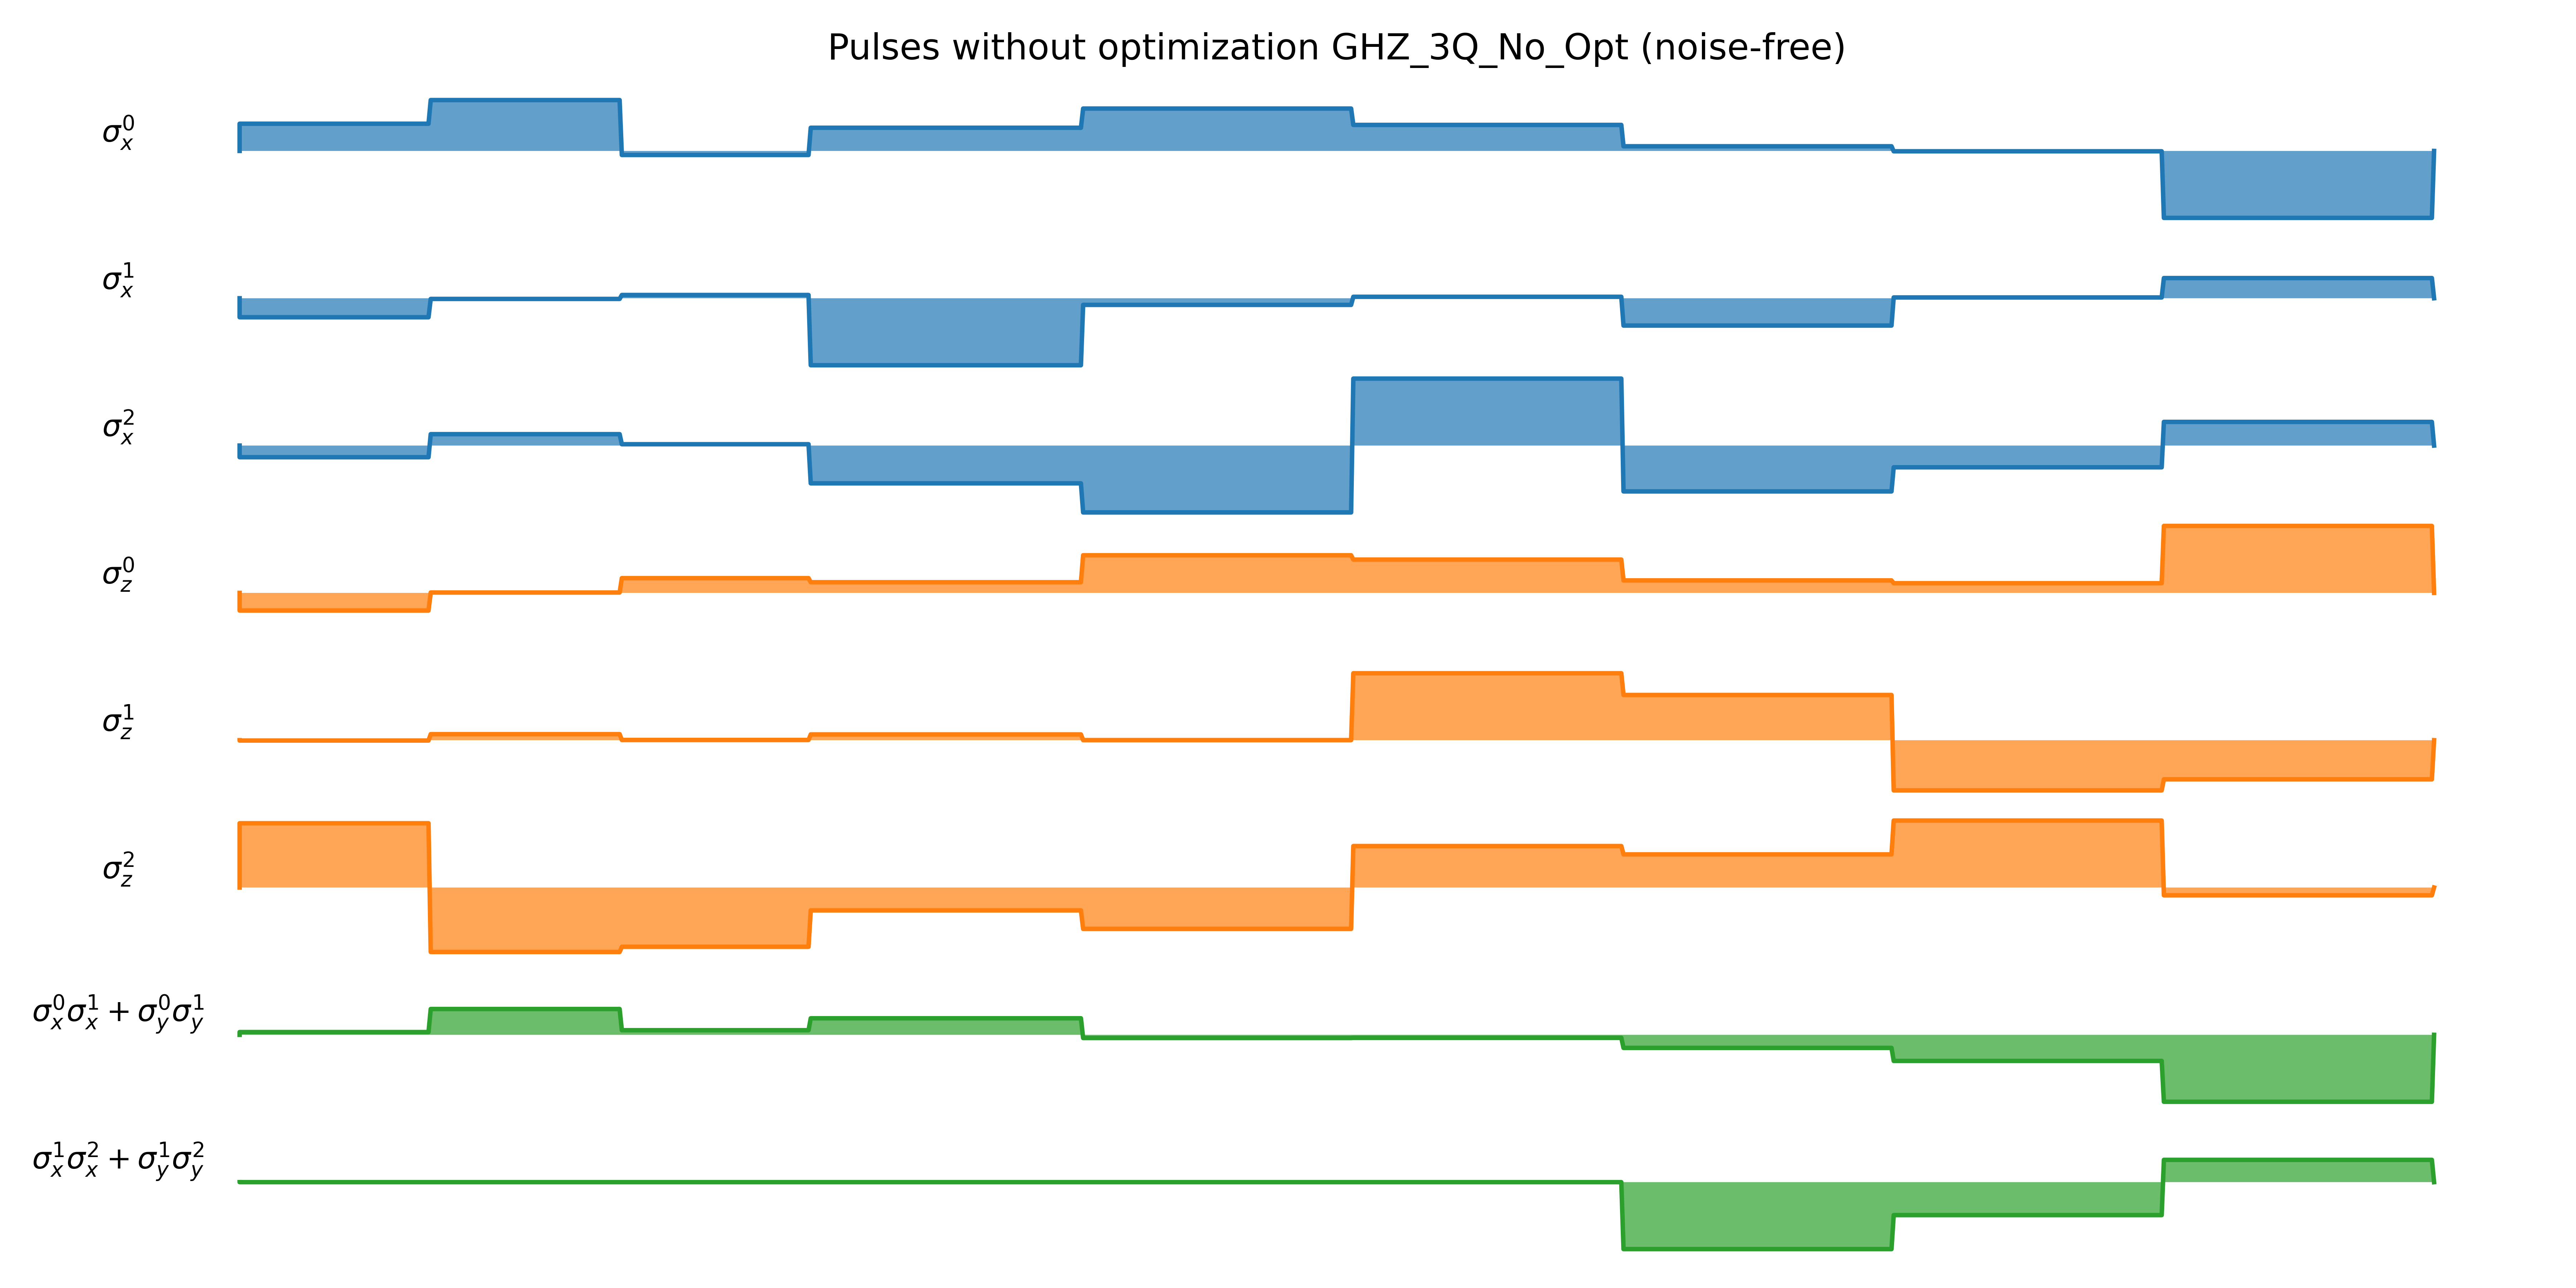 Pulses without optimization GHZ_3Q_No_Opt (noise-free)
σ_x^0
σ_x^1
σ_x^2
σ_z^0
σ_z^1
σ_z^2
σ_x^0σ_x^1 + σ_y^0σ_y^1
σ_x^1σ_x^2 + σ_y^1σ_y^2